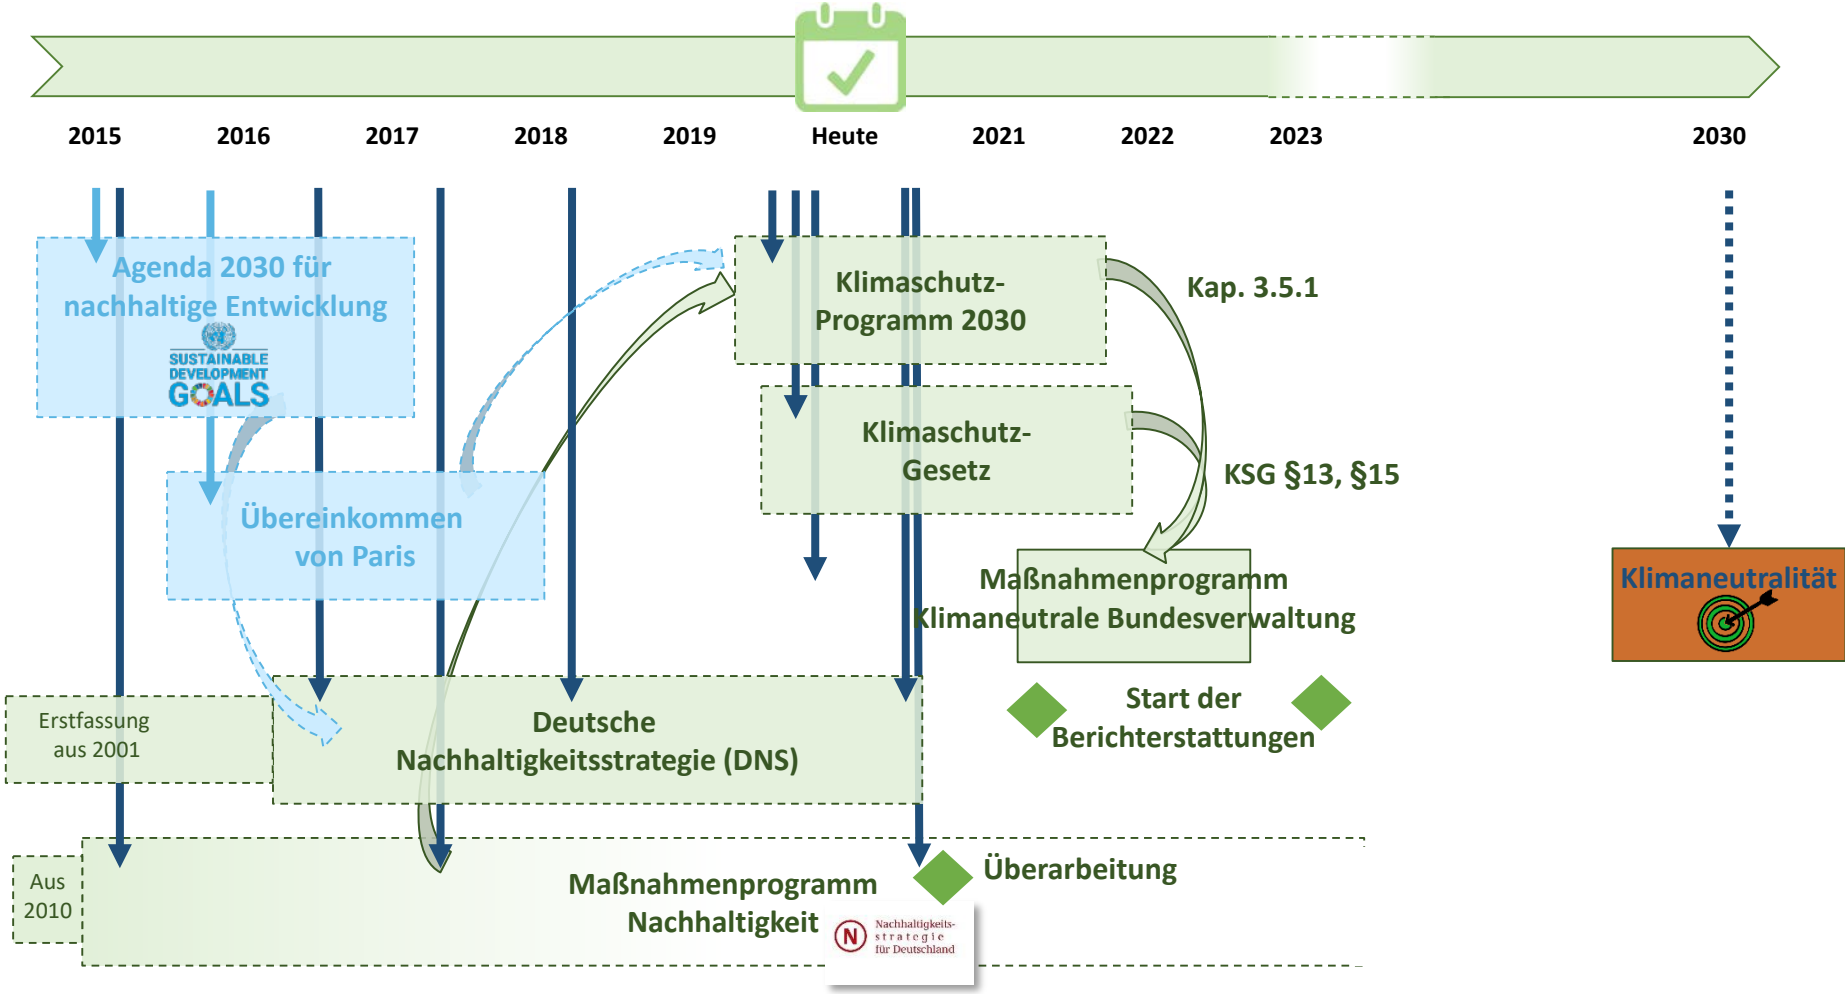 2015
2016
2017
2018
2019
Heute
2021
2022
2023
2030
Agenda 2030 für
nachhaltige Entwicklung
SUSTAINABLE
DEVELOPMENT
GOALS
Klimaschutz-
Programm 2030
Kap. 3.5.1
Klimaschutz-
Gesetz
KSG §13, §15
Übereinkommen
von Paris
Maßnahmenprogramm
Klimaneutrale Bundesverwaltung
Klimaneutralität
Erstfassung
aus 2001
Deutsche
Nachhaltigkeitsstrategie (DNS)
Start der
Berichterstattungen
Aus
2010
Maßnahmenprogramm
Nachhaltigkeit
Überarbeitung
N
Nachhaltigkeits-
strategie
für Deutschland